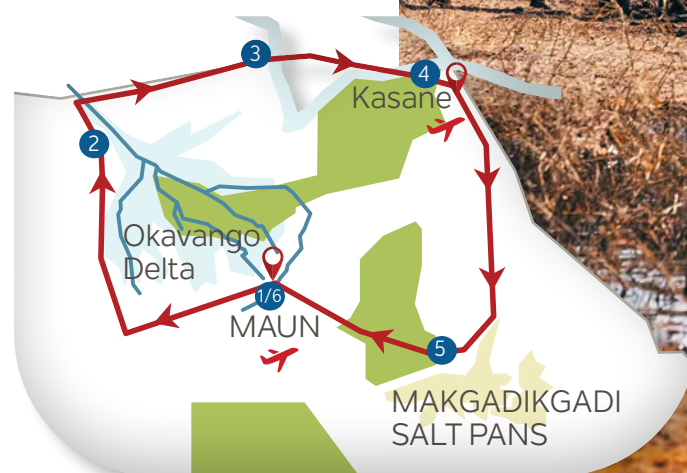 3
4
Kasane
2
Okavango
Delta
1/6
MAUN
5
MAKGADIKGADI
SALT PANS